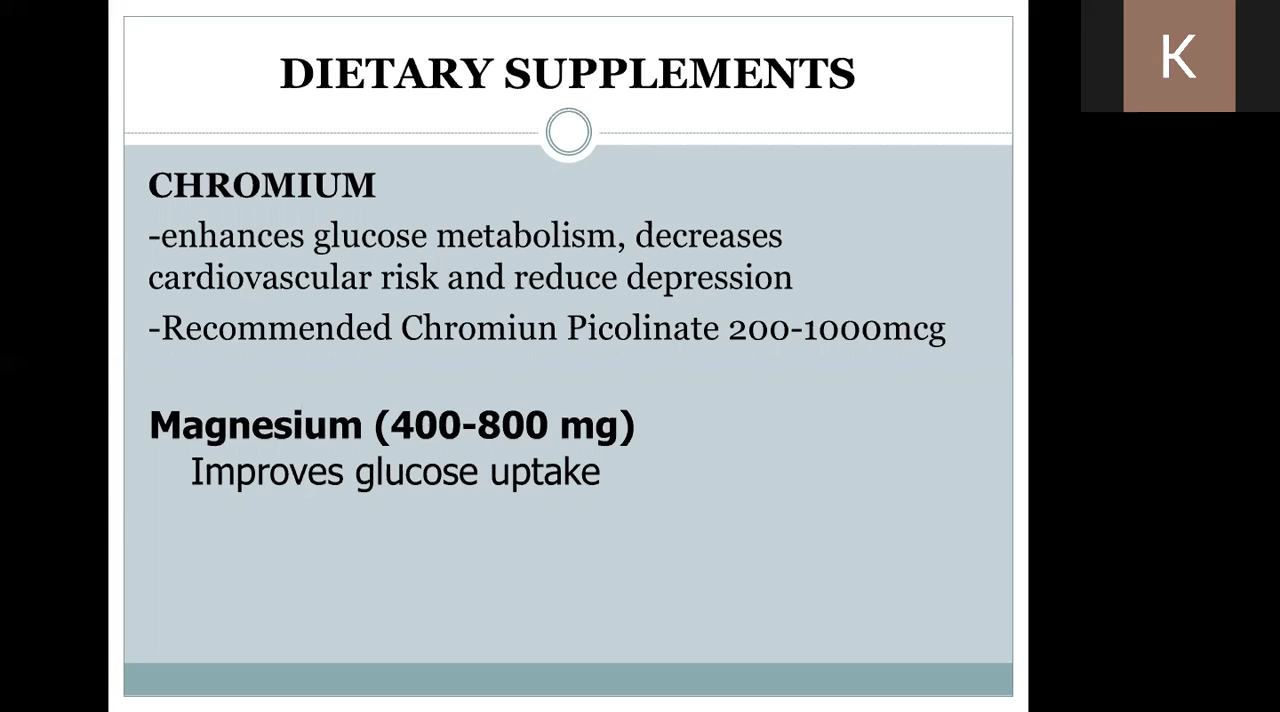 DIETARY SUPPLEMENTS
K
CHROMIUM
-enhances glucose metabolism, decreases
cardiovascular risk and reduce depression
-Recommended Chromiun Picolinate 200-1000mcg
Magnesium (400-800 mg)
Improves glucose uptake